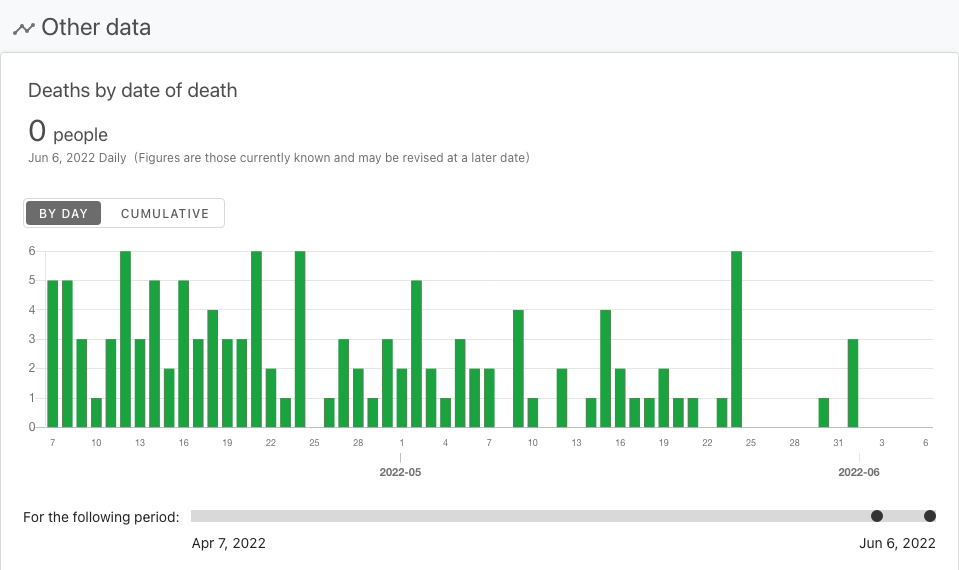 Other data
Deaths by date of death
0 people
Jun 6, 2022 Daily (Figures are those currently known and may be revised at a later date)
BY DAY CUMULATIVE
6
5
4
3
2
1
0
7 10 13 16 19 22 25 28 1 4 7 10 13 16 19 22 25 28 31 3 6
2022-05 2022-06
For the following period:
Apr 7, 2022 Jun 6, 2022